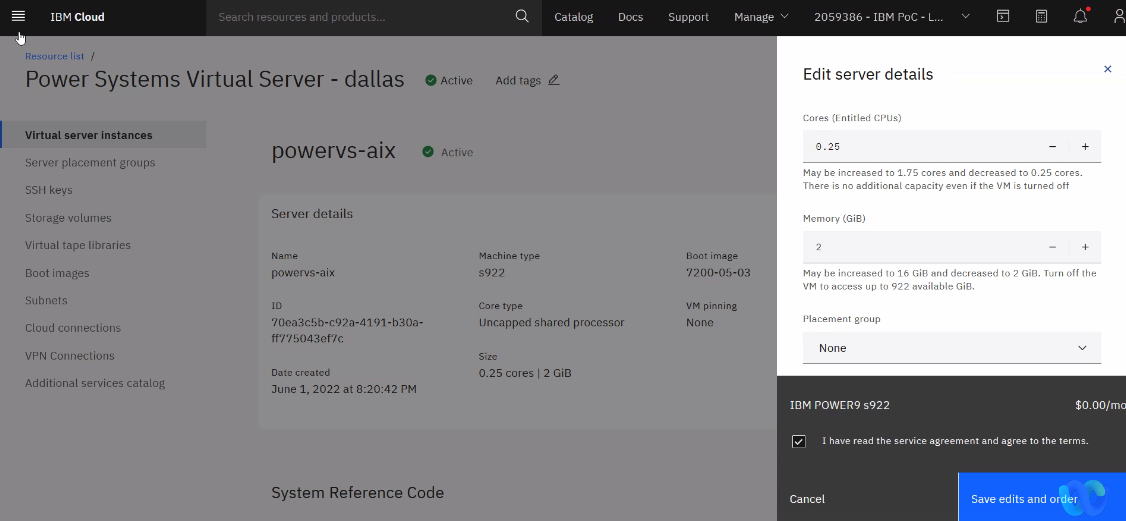 IBM Cloud
Search resources and products...
Catalog
Docs
Support
Manage
2059386 - IBM PoC - L...
Resource list /
Power Systems Virtual Server - dallas
Active
Add tags
Virtual server instances
Server placement groups
SSH keys
Storage volumes
Virtual tape libraries
Boot images
Subnets
Cloud connections
VPN Connections
Additional services catalog
powervs-aix
Active
Server details
Name
powervs-aix
Machine type
s922
Boot image
7200-05-03
ID
70ea3c5b-c92a-4191-b30a-
ff775043ef7c
Core type
Uncapped shared processor
VM pinning
None
Size
0.25 cores | 2 GiB
Date created
June 1, 2022 at 8:20:42 PM
System Reference Code
Edit server details
Cores (Entitled CPUs)
0.25
May be increased to 1.75 cores and decreased to 0.25 cores.
There is no additional capacity even if the VM is turned off
Memory (GiB)
2
May be increased to 16 GiB and decreased to 2 GiB. Turn off the
VM to access up to 922 available GiB.
Placement group
None
IBM POWER9 s922
$0.00/mo
I have read the service agreement and agree to the terms.
Cancel
Save edits and order